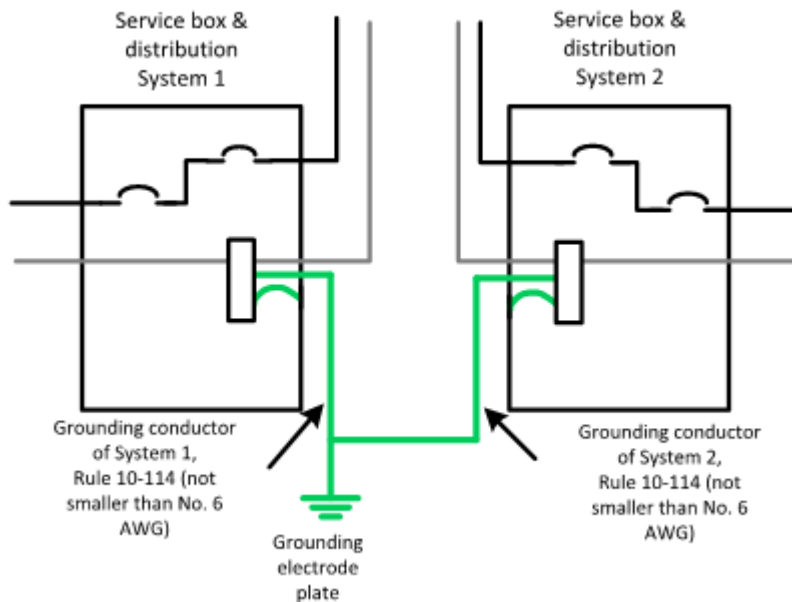 Service box &
distribution
System 1
Service box &
distribution
System 2
Grounding conductor
of System 1,
Rule 10-114 (not
smaller than No. 6
AWG)
Grounding conductor
of System 2,
Rule 10-114 (not
smaller than No. 6
AWG)
Grounding
electrode
plate